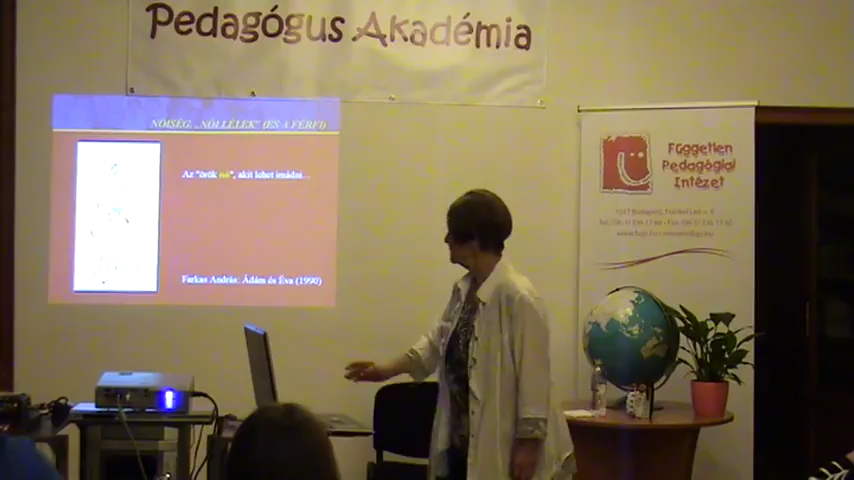 Pedagógus Akadémia
NŐISÉG, „NŐI LÉLEK” (ÉS A FÉRFI)
Az "örök nő", akit lehet imádni...
Farkas András: Ádám és Éva (1990)
Független
Pedagógiai
Intézet